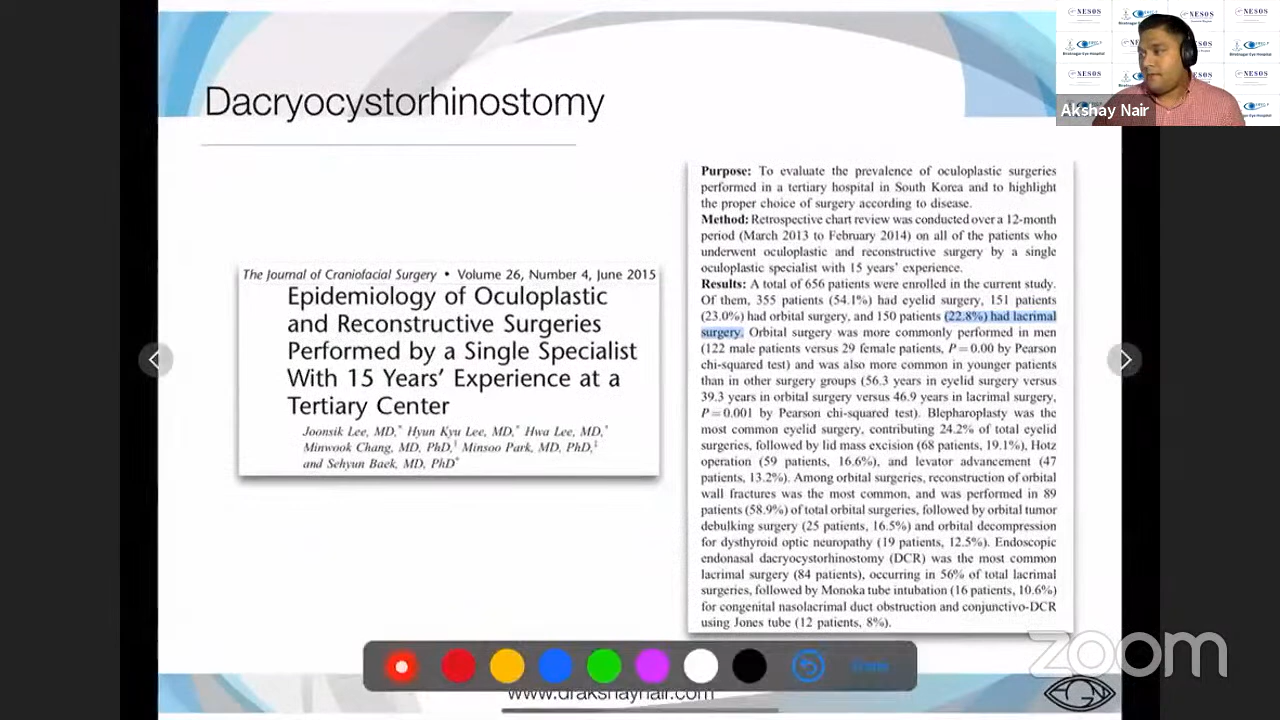 Dacryocystorhinostomy
The Journal of Craniofacial Surgery • Volume 26, Number 4, June 2015
Epidemiology of Oculoplastic
and Reconstructive Surgeries
Performed by a Single Specialist
With 15 Years’ Experience at a
Tertiary Center
Joonsik Lee, MD,* Hyun Kyu Lee, MD,* Hwa Lee, MD,*
Minwook Chang, MD, PhD,† Minsoo Park, MD, PhD,‡
and Sehyun Baek, MD, PhD*
Purpose: To evaluate the prevalence of oculoplastic surgeries
performed in a tertiary hospital in South Korea and to highlight
the proper choice of surgery according to disease.
Method: Retrospective chart review was conducted over a 12-month
period (March 2013 to February 2014) on all of the patients who
underwent oculoplastic and reconstructive surgery by a single
oculoplastic specialist with 15 years’ experience.
Results: A total of 656 patients were enrolled in the current study.
Of them, 355 patients (54.1%) had eyelid surgery, 151 patients
(23.0%) had orbital surgery, and 150 patients (22.8%) had lacrimal
surgery. Orbital surgery was more commonly performed in men
(122 male patients versus 29 female patients, P = 0.00 by Pearson
chi-squared test) and was also more common in younger patients
than in other surgery groups (56.3 years in eyelid surgery versus
39.3 years in orbital surgery versus 46.9 years in lacrimal surgery,
P = 0.001 by Pearson chi-squared test). Blepharoplasty was the
most common eyelid surgery, contributing 24.2% of total eyelid
surgeries, followed by lid mass excision (68 patients, 19.1%), Hotz
operation (59 patients, 16.6%), and levator advancement (47
patients, 13.2%). Among orbital surgeries, reconstruction of orbital
wall fractures was the most common, and was performed in 89
patients (58.9%) of total orbital surgeries, followed by orbital tumor
debulking surgery (25 patients, 16.5%) and orbital decompression
for dysthyroid optic neuropathy (19 patients, 12.5%). Endoscopic
endonasal dacryocystorhinostomy (DCR) was the most common
lacrimal surgery (84 patients), occurring in 56% of total lacrimal
surgeries, followed by Monoka tube intubation (16 patients, 10.6%)
for congenital nasolacrimal duct obstruction and conjunctivo-DCR
using Jones tube (12 patients, 8%).
www.drakshaynair.com
Akshay Nair
NESOS
zoom